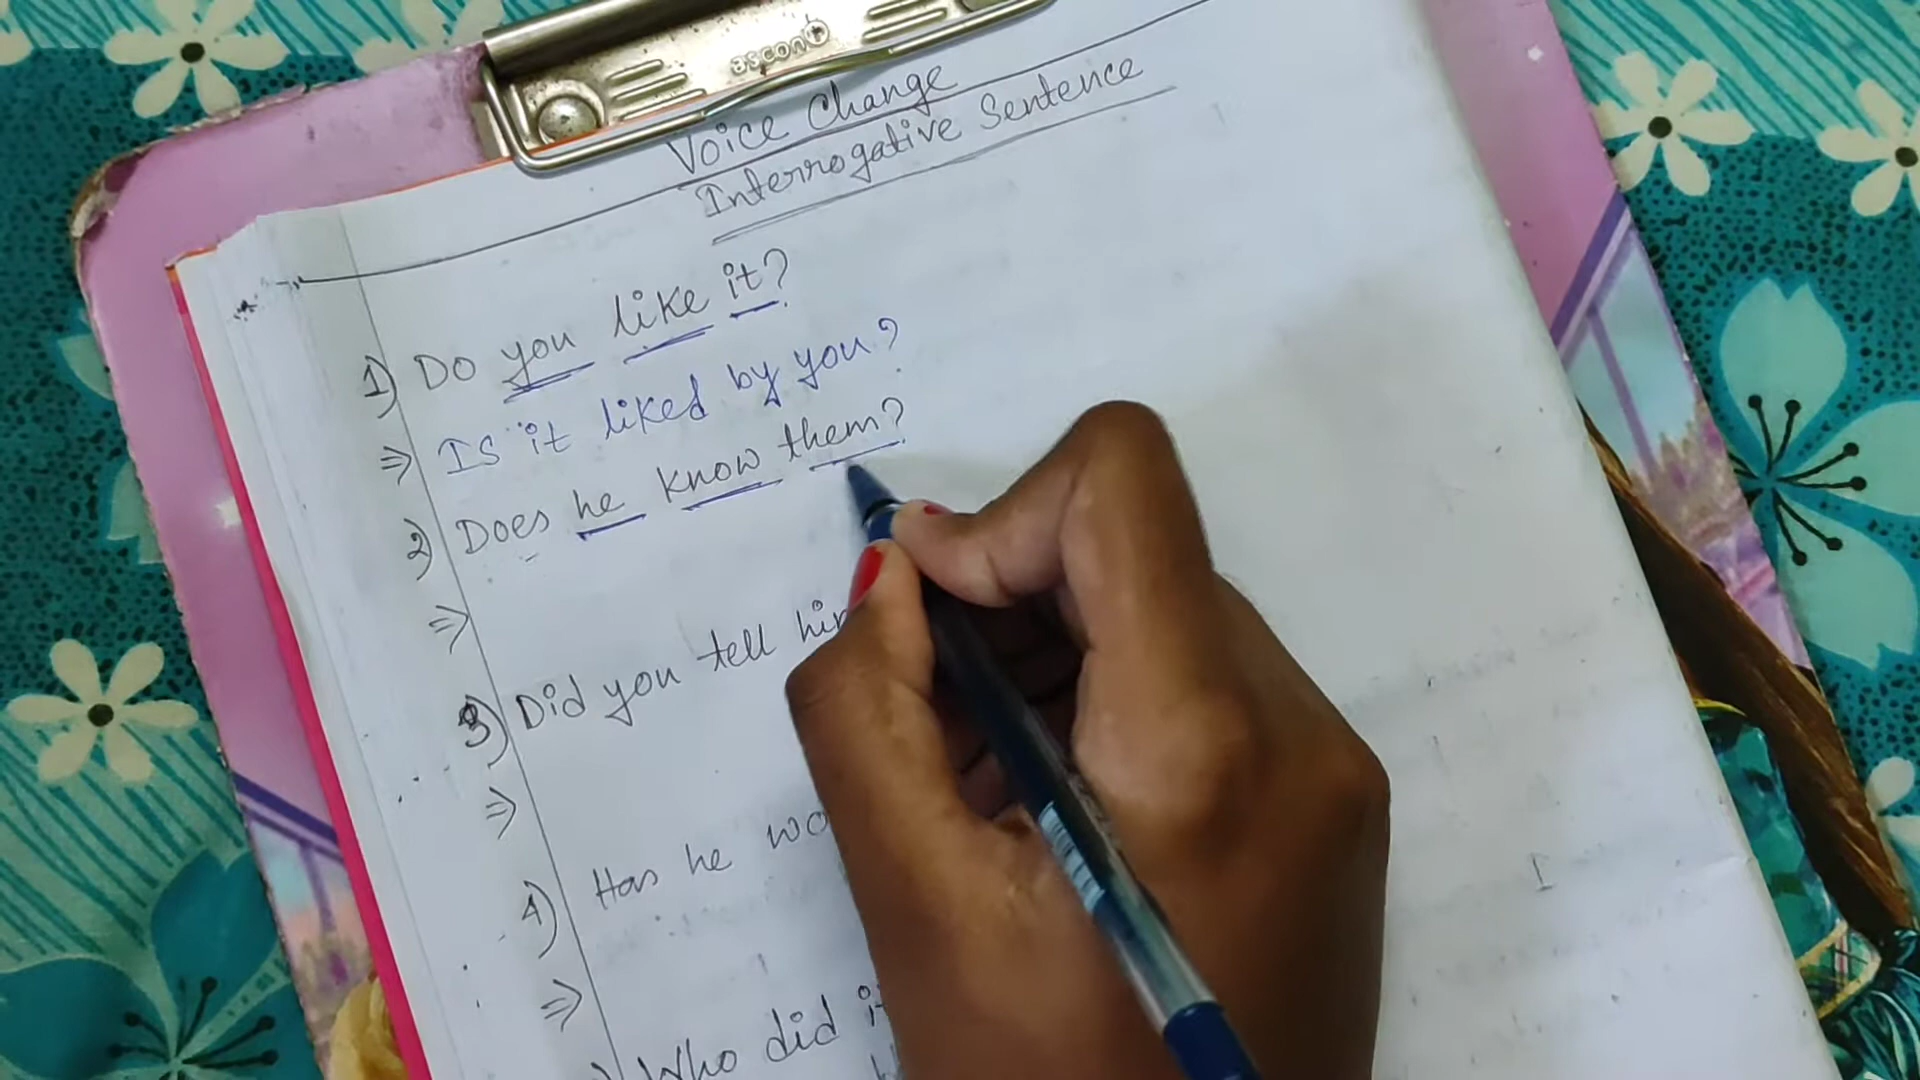 ascent
Voice Change
Interrogative Sentence
1) Do you like it?
⇒ Is it liked by you?
2) Does he know them?
⇒
3) Did you tell
⇒
4) Has he
⇒
Who did